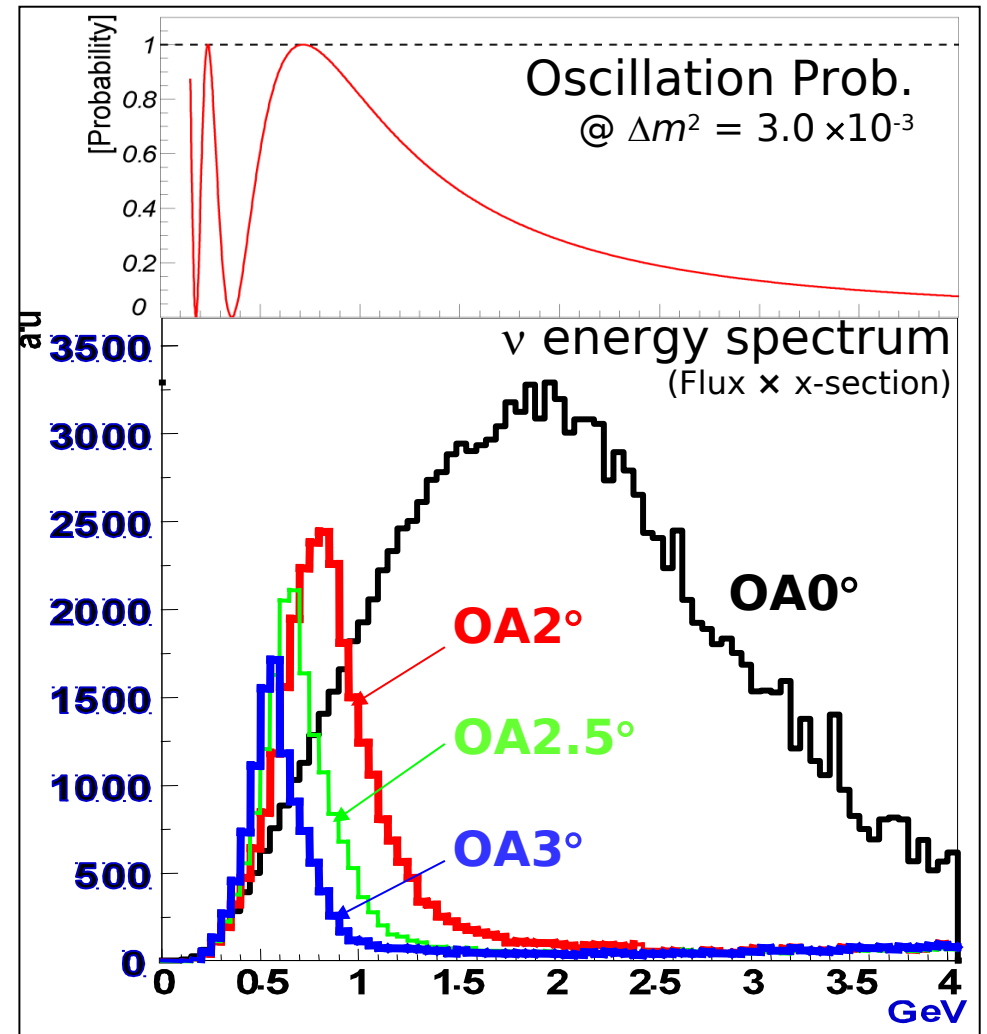 [Probability]
1
0.8
0.6
0.4
0.2
0
Oscillation Prob.
@ Δm² = 3.0 ×10⁻³
a.u
ν energy spectrum
(Flux × x-section)
3500
3000
2500
2000
1500
1000
500
0
OA0°
OA2°
OA2.5°
OA3°
0 0.5 1 1.5 2 2.5 3 3.5 4
GeV